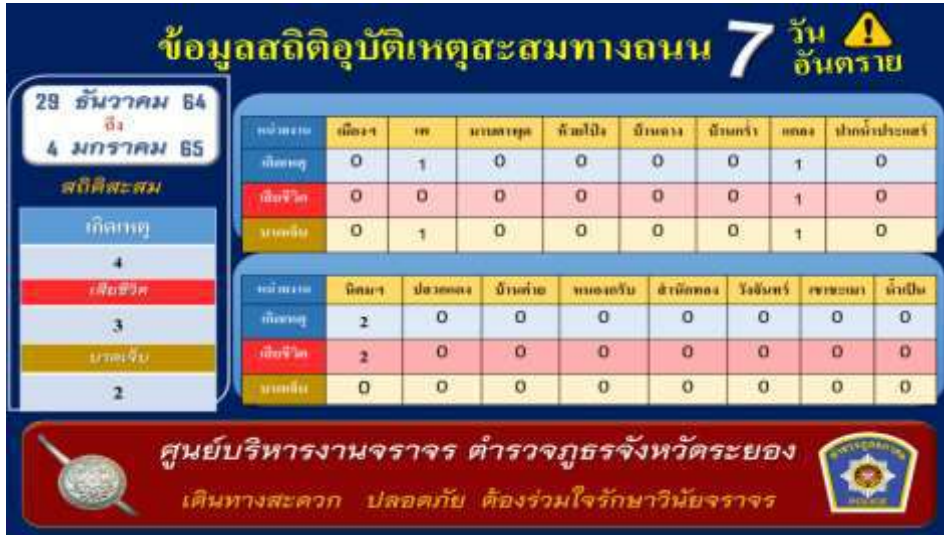 ข้อมูลสถิติอุบัติเหตุสะสมทางถนน 7 วัน อันตราย
29 ธันวาคม 64
ถึง
4 มกราคม 65
สถิติสะสม
เกิดเหตุ
4
เสียชีวิต
3
บาดเจ็บ
2
หน่วยงาน เมืองฯ เพ มาบตาพุด ห้วยโป่ง บ้านฉาง บ้านกร่ำ แกลง ปากน้ำประแสร์
เกิดเหตุ 0 1 0 0 0 0 1 0
เสียชีวิต 0 0 0 0 0 0 1 0
บาดเจ็บ 0 1 0 0 0 0 1 0
หน่วยงาน นิคมฯ ปลวกแดง บ้านค่าย หนองกรับ สำนักทอง วังจันทร์ เขาชะเมา น้ำเป็น
เกิดเหตุ 2 0 0 0 0 0 0 0
เสียชีวิต 2 0 0 0 0 0 0 0
บาดเจ็บ 0 0 0 0 0 0 0 0
ศูนย์บริหารงานจราจร ตำรวจภูธรจังหวัดระยอง
เดินทางสะดวก ปลอดภัย ต้องร่วมใจรักษาวินัยจราจร
POLICE